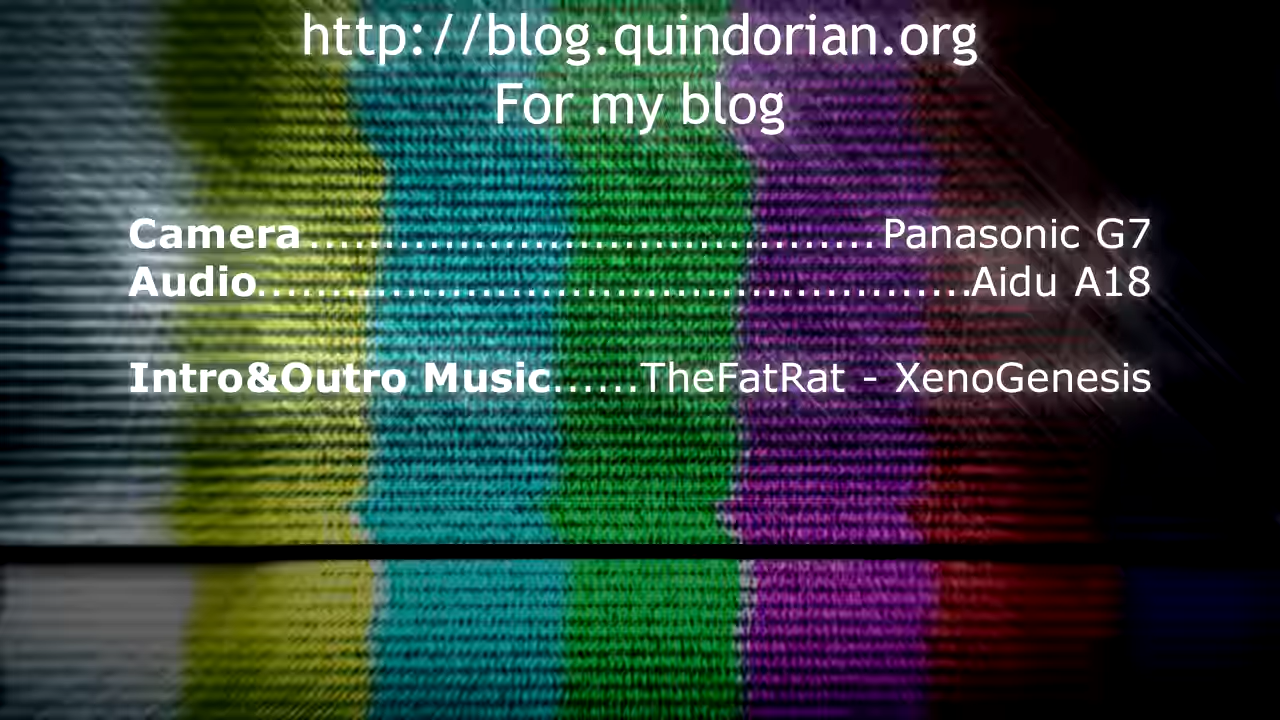 http://blog.quindorian.org
For my blog
Camera......................................Panasonic G7
Audio................................................Aidu A18
Intro&Outro Music......TheFatRat - XenoGenesis